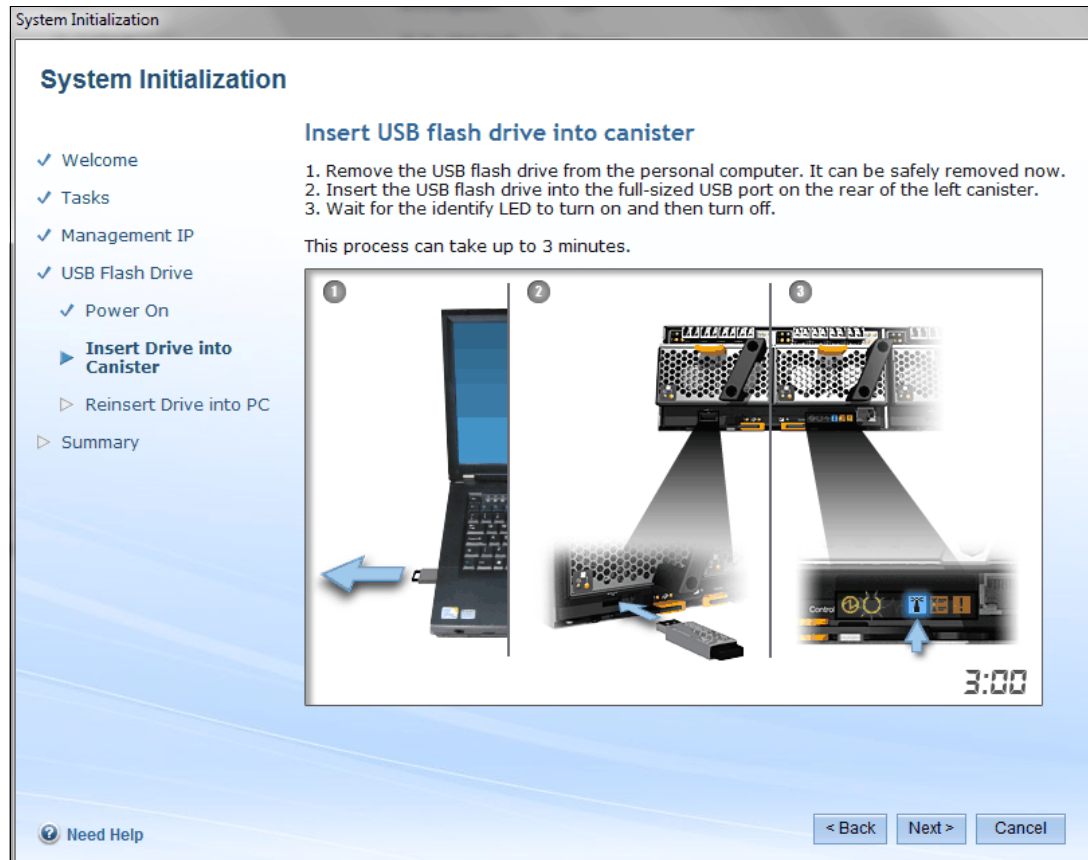 System Initialization
System Initialization
✓ Welcome
✓ Tasks
✓ Management IP
✓ USB Flash Drive
✓ Power On
Insert Drive into
Canister
Reinsert Drive into PC
Summary
Insert USB flash drive into canister
1. Remove the USB flash drive from the personal computer. It can be safely removed now.
2. Insert the USB flash drive into the full-sized USB port on the rear of the left canister.
3. Wait for the identify LED to turn on and then turn off.
This process can take up to 3 minutes.
1
2
3
Control
3:00
? Need Help
< Back
Next >
Cancel